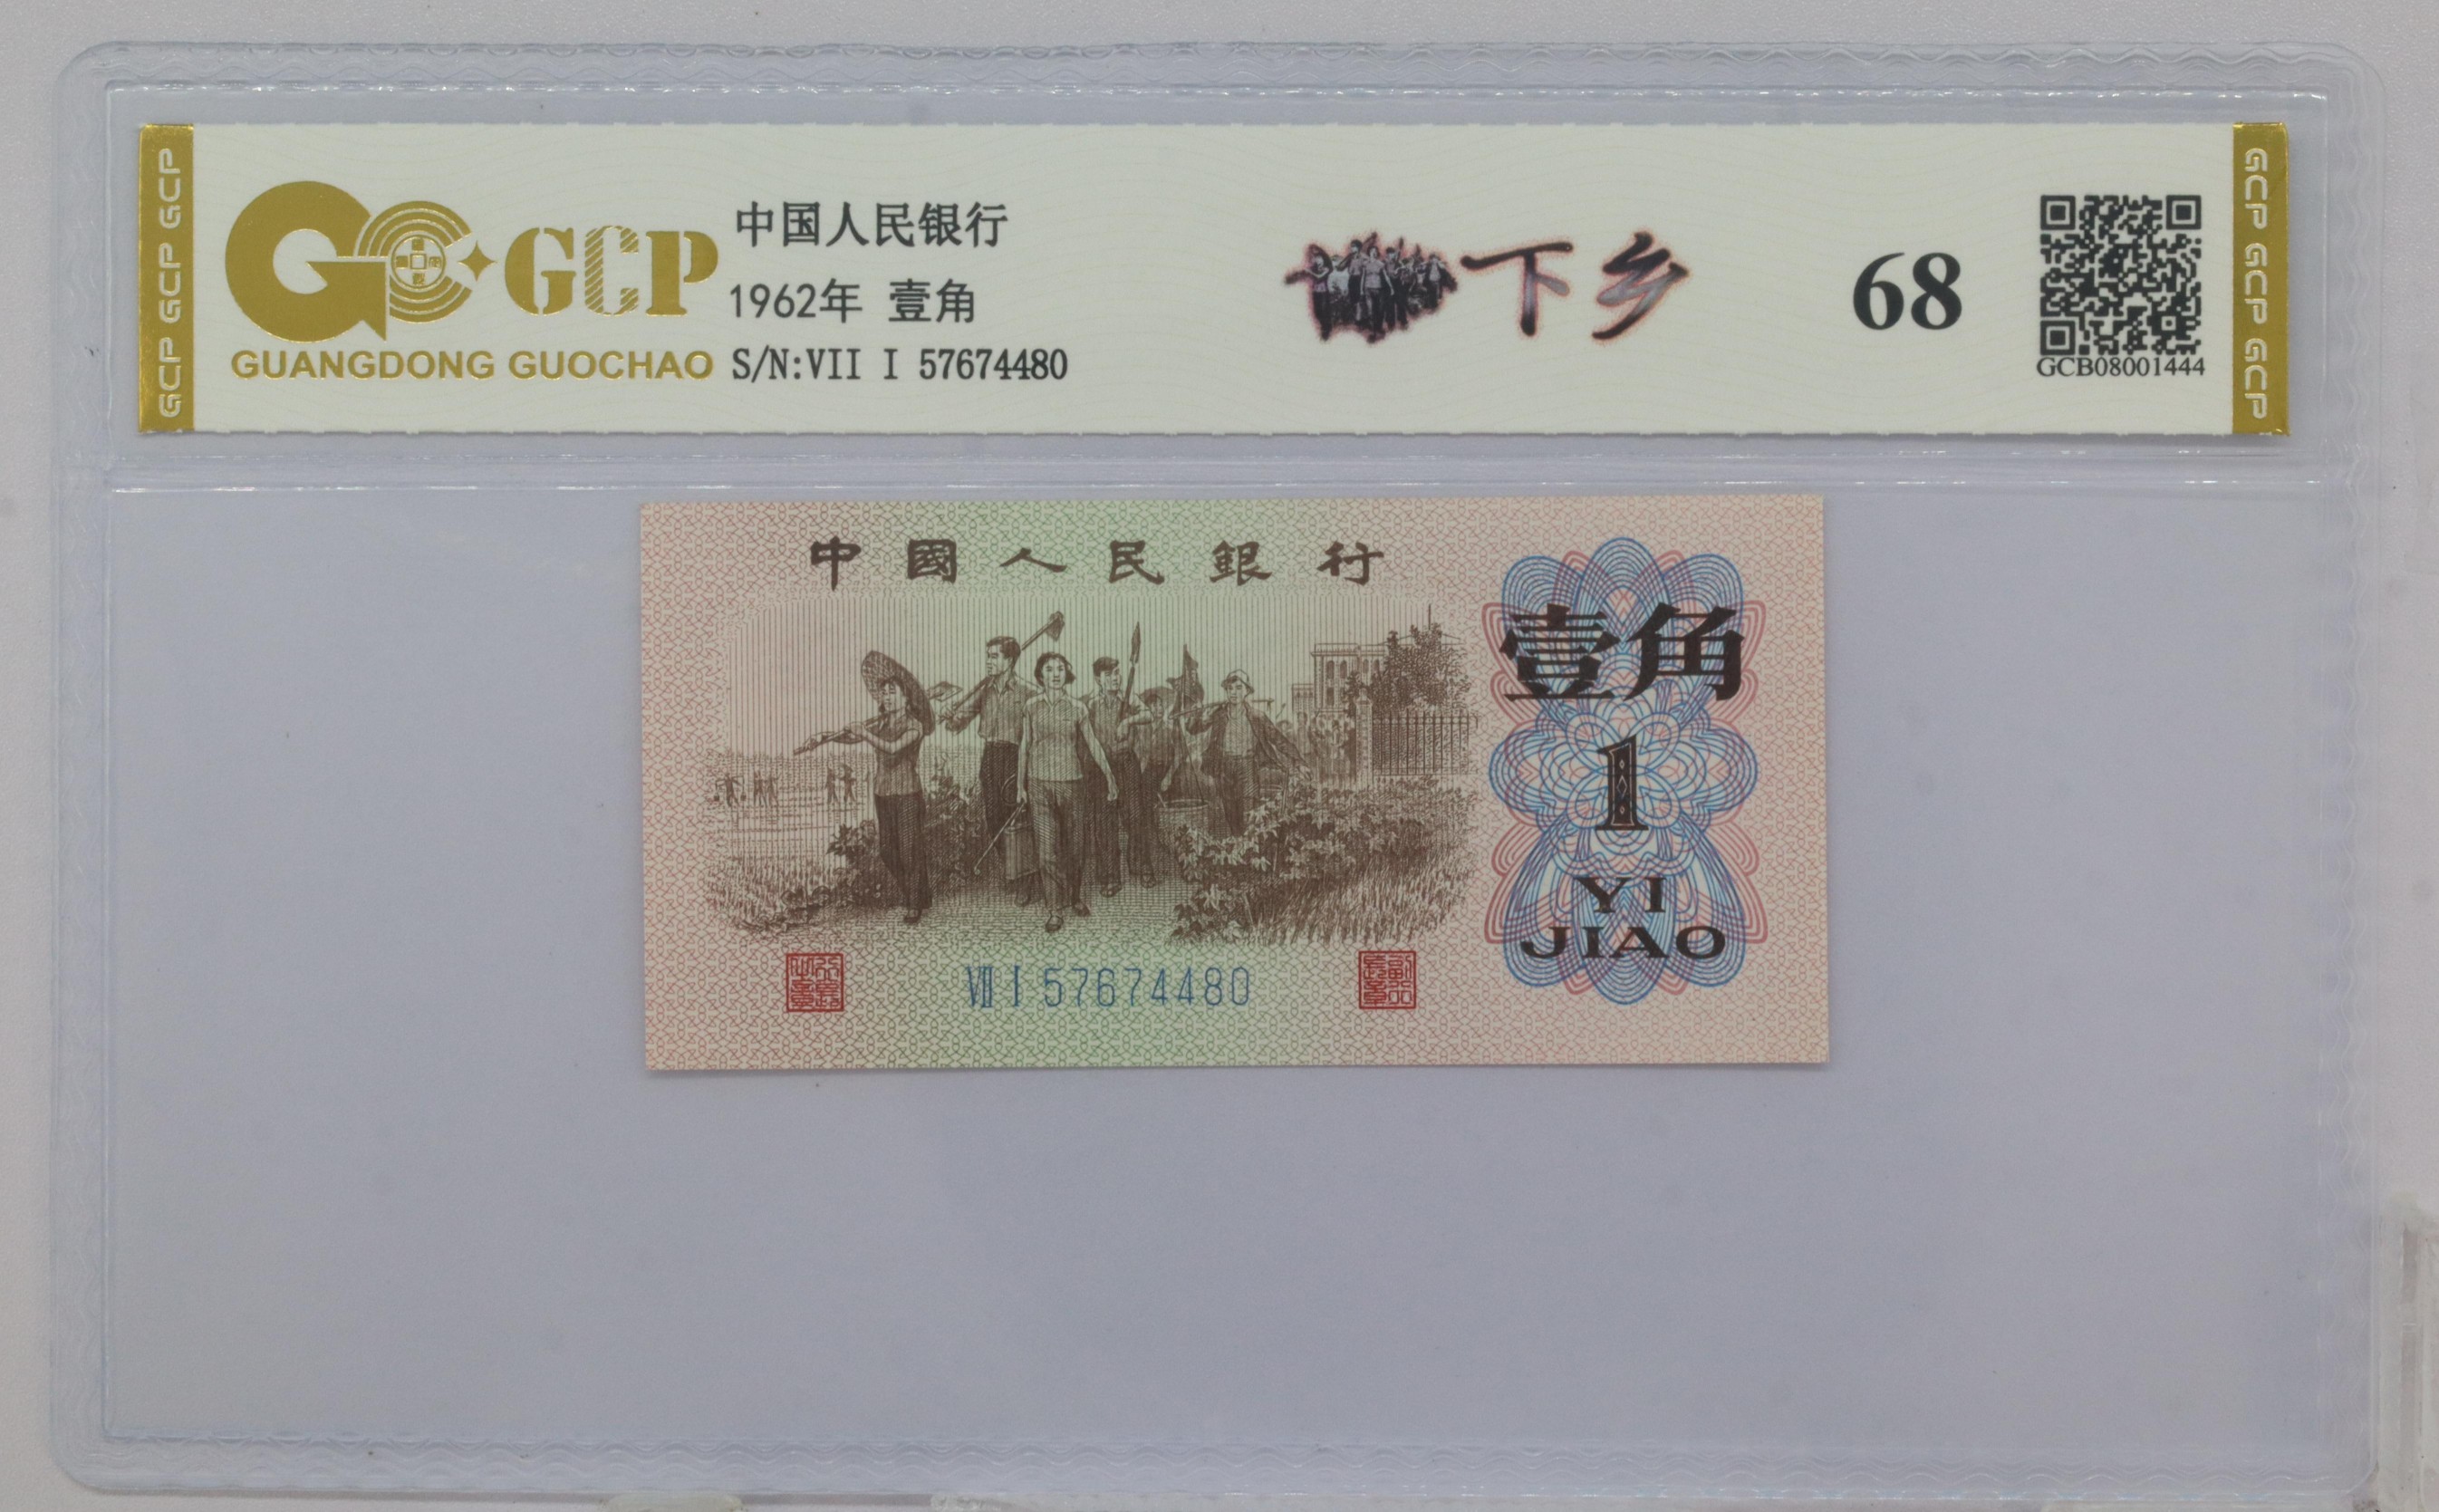 GCP GCP GCP
GCP
GUANGDONG GUOCHAO
中国人民银行
1962年 壹角
S/N:VII I 57674480
下乡
68
GCB08001444
GCP GCP GCP
中國人民銀行
壹角
1
YI
JIAO
VII I 57674480